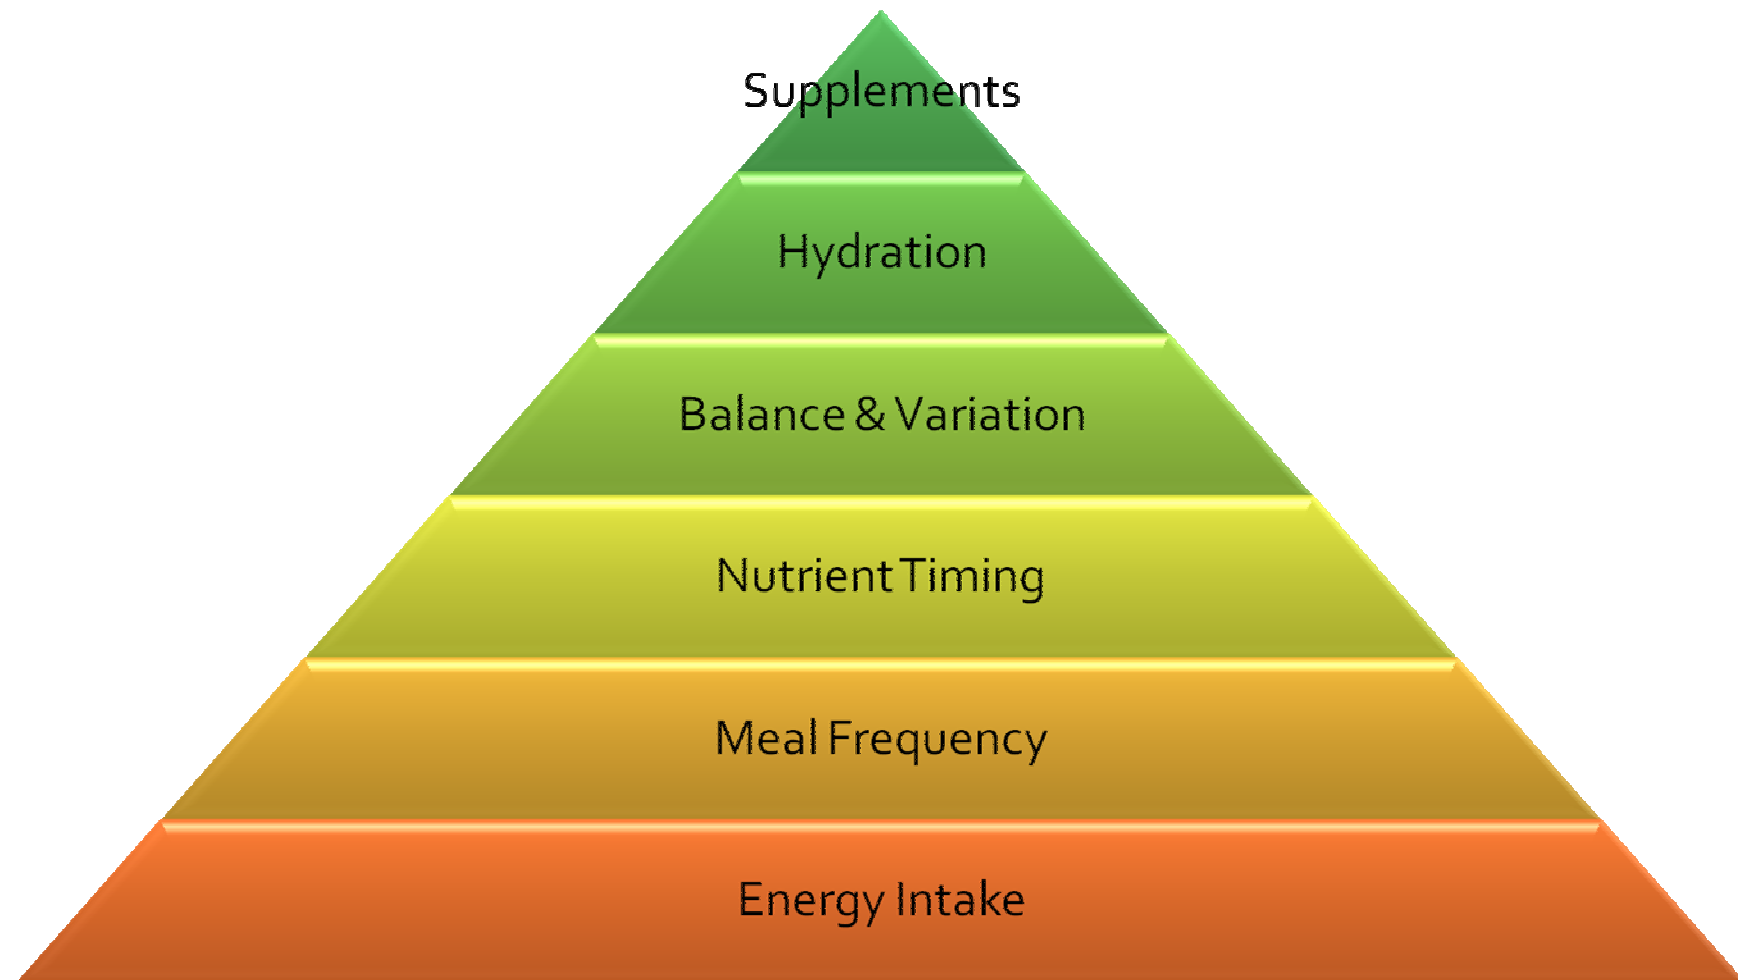 Supplements
Hydration
Balance & Variation
Nutrient Timing
Meal Frequency
Energy Intake